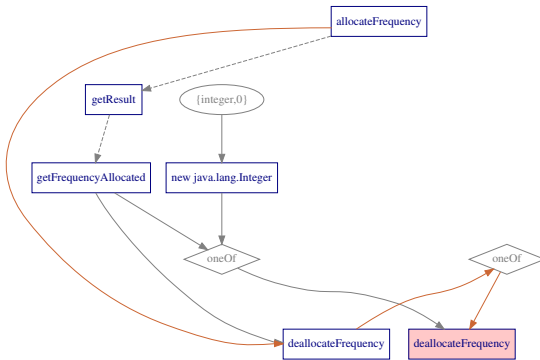 allocateFrequency
getResult
{integer,0}
getFrequencyAllocated
new java.lang.Integer
oneOf
oneOf
deallocateFrequency
deallocateFrequency